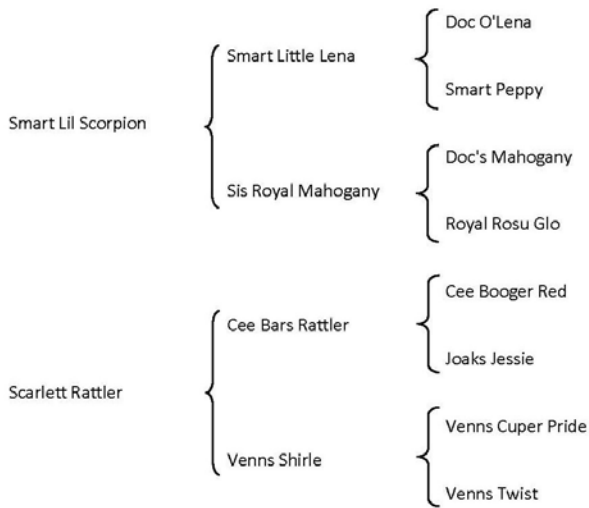 Doc O'Lena
Smart Little Lena
Smart Peppy
Smart Lil Scorpion
Doc's Mahogany
Sis Royal Mahogany
Royal Rosu Glo
Cee Booger Red
Cee Bars Rattler
Joaks Jessie
Scarlett Rattler
Venns Cuper Pride
Venns Shirle
Venns Twist